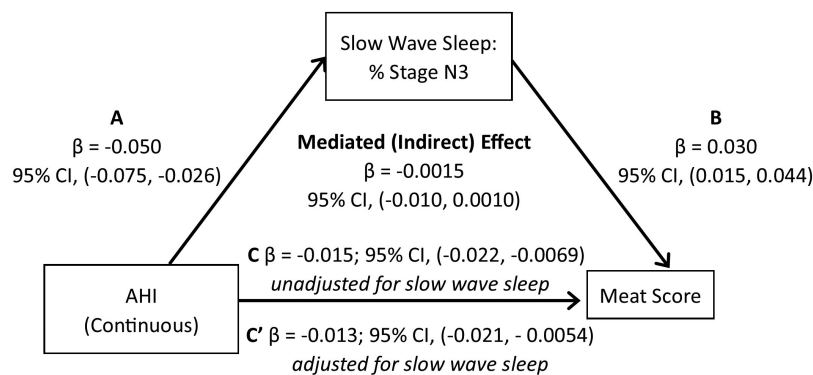 Slow Wave Sleep:
% Stage N3
A
β = -0.050
95% CI, (-0.075, -0.026)
Mediated (Indirect) Effect
β = -0.0015
95% CI, (-0.010, 0.0010)
B
β = 0.030
95% CI, (0.015, 0.044)
AHI
(Continuous)
C β = -0.015; 95% CI, (-0.022, -0.0069)
unadjusted for slow wave sleep
C’ β = -0.013; 95% CI, (-0.021, - 0.0054)
adjusted for slow wave sleep
Meat Score